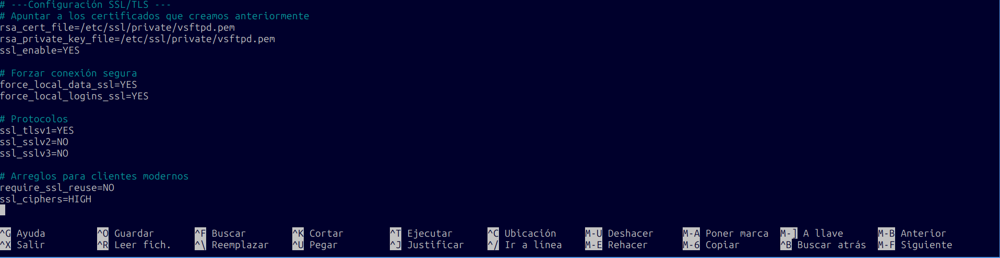 # ---Configuración SSL/TLS ---
# Apuntar a los certificados que creamos anteriormente
rsa_cert_file=/etc/ssl/private/vsftpd.pem
rsa_private_key_file=/etc/ssl/private/vsftpd.pem
ssl_enable=YES
# Forzar conexión segura
force_local_data_ssl=YES
force_local_logins_ssl=YES
# Protocolos
ssl_tlsv1=YES
ssl_sslv2=NO
ssl_sslv3=NO
# Arreglos para clientes modernos
require_ssl_reuse=NO
ssl_ciphers=HIGH
^G Ayuda ^O Guardar ^F Buscar ^K Cortar ^T Ejecutar ^C Ubicación M-U Deshacer M-A Poner marca M-] A llave M-B Anterior
^X Salir ^R Leer fich. ^\ Reemplazar ^U Pegar ^J Justificar ^/ Ir a línea M-E Rehacer M-6 Copiar ^B Buscar atrás M-F Siguiente